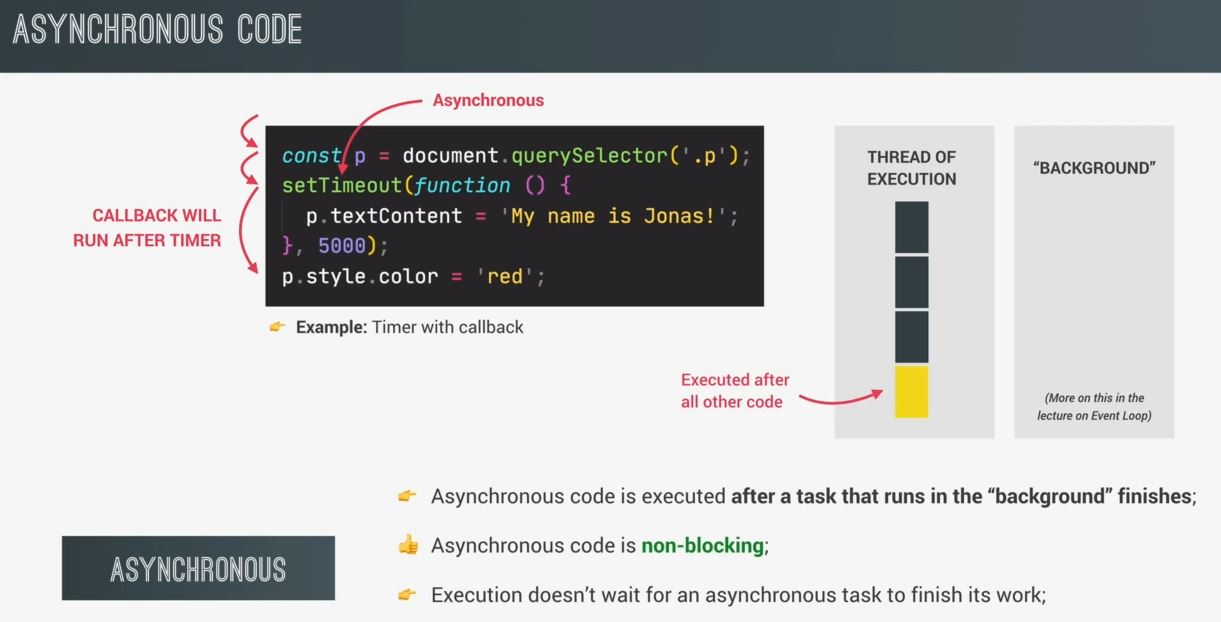 ASYNCHRONOUS CODE
Asynchronous
const p = document.querySelector('.p');
setTimeout(function () {
p.textContent = 'My name is Jonas!';
}, 5000);
p.style.color = 'red';
CALLBACK WILL
RUN AFTER TIMER
👉 Example: Timer with callback
THREAD OF
EXECUTION
Executed after
all other code
“BACKGROUND”
(More on this in the
lecture on Event Loop)
ASYNCHRONOUS
👉 Asynchronous code is executed after a task that runs in the “background” finishes;
👍 Asynchronous code is non-blocking;
👉 Execution doesn’t wait for an asynchronous task to finish its work;